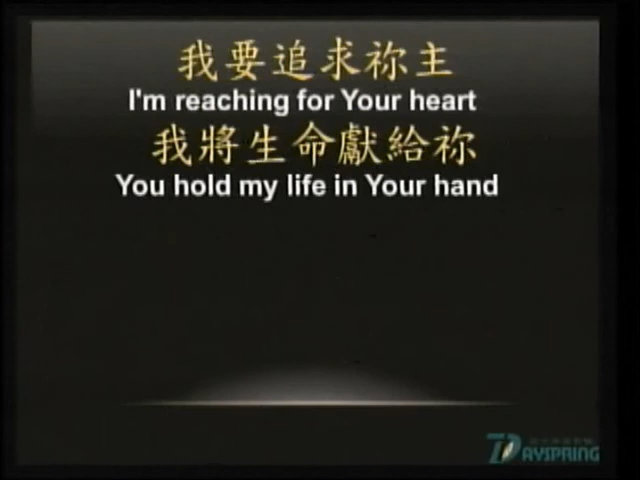 我要追求祢主
I'm reaching for Your heart
我將生命獻給祢
You hold my life in Your hand
DAYSPRING